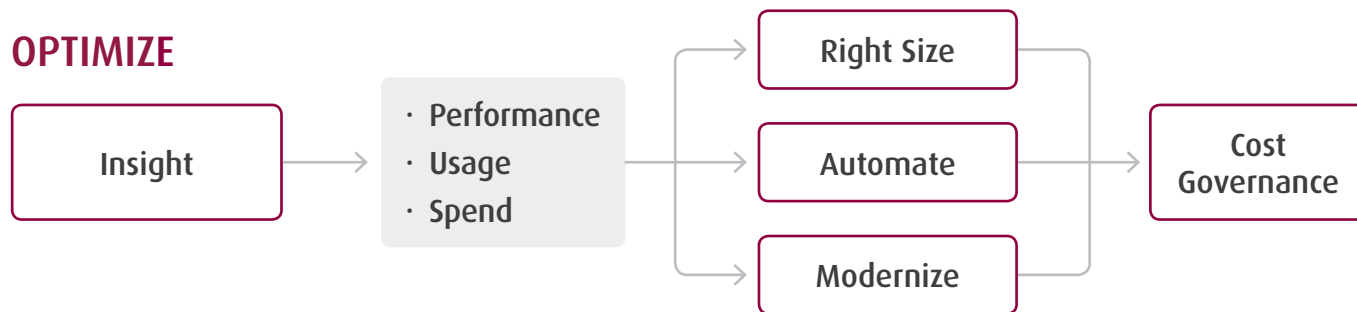 OPTIMIZE
Insight
· Performance
· Usage
· Spend
Right Size
Automate
Modernize
Cost
Governance